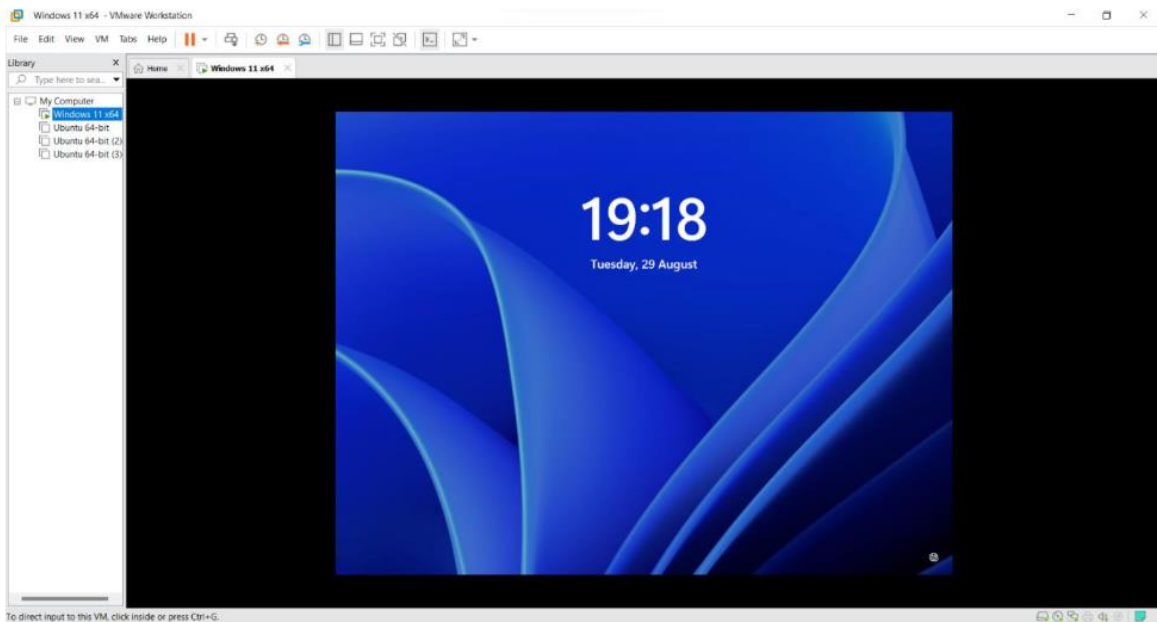 Windows 11 x64 - VMware Workstation
File Edit View VM Tabs Help
Library
Type here to sea...
My Computer
Windows 11 x64
Ubuntu 64-bit
Ubuntu 64-bit (2)
Ubuntu 64-bit (3)
Home
Windows 11 x64
19:18
Tuesday, 29 August
To direct input to this VM, click inside or press Ctrl+G.